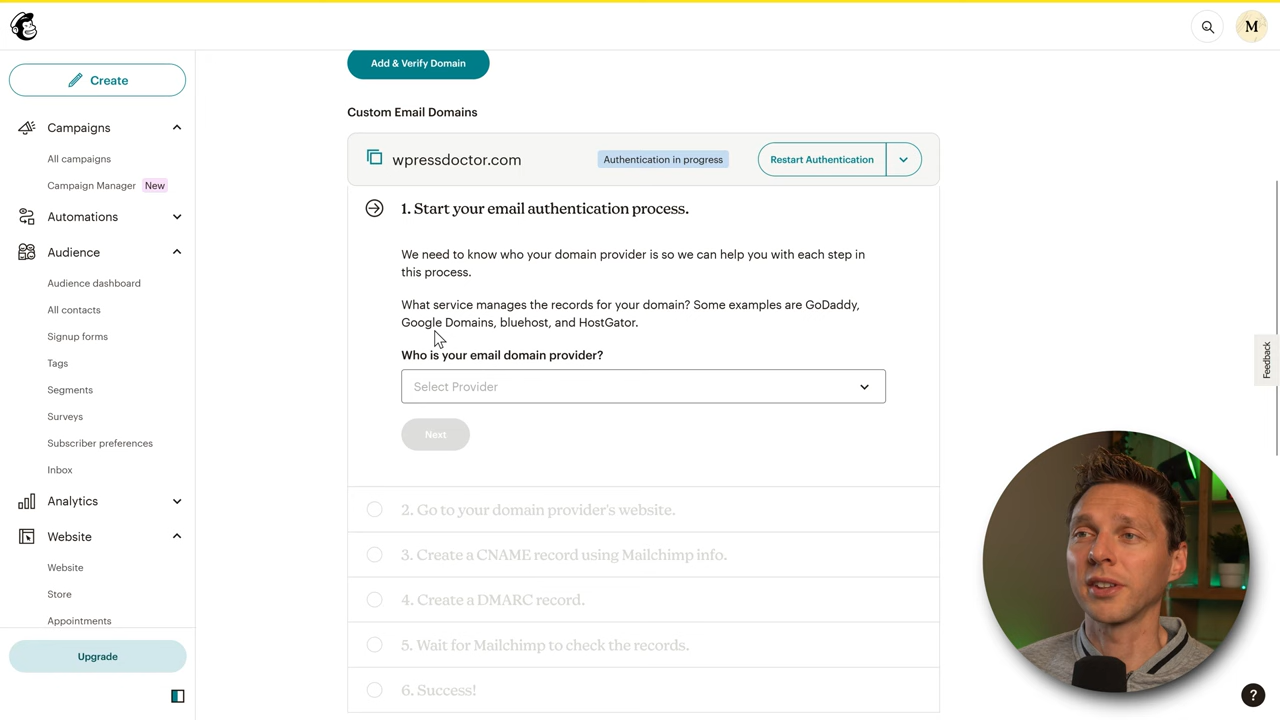 M
Add & Verify Domain
Create
Custom Email Domains
Campaigns
All campaigns
wpressdoctor.com
Authentication in progress
Restart Authentication
Campaign Manager New
Automations
1. Start your email authentication process.
Audience
We need to know who your domain provider is so we can help you with each step in
this process.
Audience dashboard
All contacts
What service manages the records for your domain? Some examples are GoDaddy,
Google Domains, bluehost, and HostGator.
Signup forms
Who is your email domain provider?
Feedback
Tags
Select Provider
Segments
Surveys
Next
Subscriber preferences
Inbox
Analytics
2. Go to your domain provider's website.
Website
3. Create a CNAME record using Mailchimp info.
Website
Store
4. Create a DMARC record.
Appointments
5. Wait for Mailchimp to check the records.
Upgrade
6. Success!
?